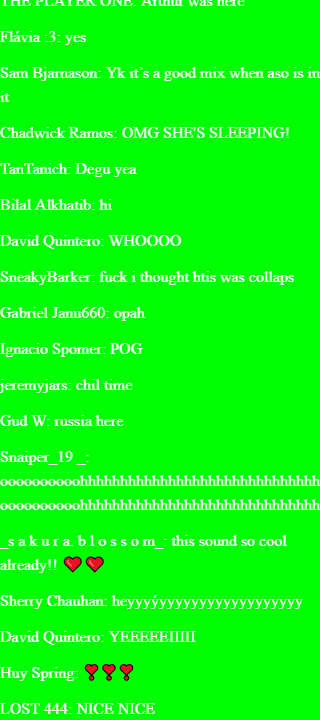 THE PLAYER ONE: Arthur was here
Flávia :3: yes
Sam Bjarnason: Yk it's a good mix when aso is in
it
Chadwick Ramos: OMG SHE'S SLEEPING!
TanTanich: Degu yea
Bilal Alkhatib: hi
David Quintero: WHOOOO
SneakyBarker: fuck i thought htis was collaps
Gabriel Janu660: opah
Ignacio Spomer: POG
jeremyjars: chil time
Gud W: russia here
Snaiper_19 _:
oooooooooohhhhhhhhhhhhhhhhhhhhhhhhhhhhhh
oooooooooohhhhhhhhhhhhhhhhhhhhhhhhhhhhhh
_s a k u r a. b l o s s o m_: this sound so cool
already!! ❤️ ❤️
Sherry Chauhan: heyyyýyyyyyyyyyyyyyyyyyy
David Quintero: YEEEEEIIIII
Huy Spring: ❣️❣️❣️
LOST 444: NICE NICE